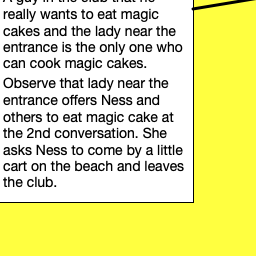 A guy in the club that he
really wants to eat magic
cakes and the lady near the
entrance is the only one who
can cook magic cakes.
Observe that lady near the
entrance offers Ness and
others to eat magic cake at
the 2nd conversation. She
asks Ness to come by a little
cart on the beach and leaves
the club.